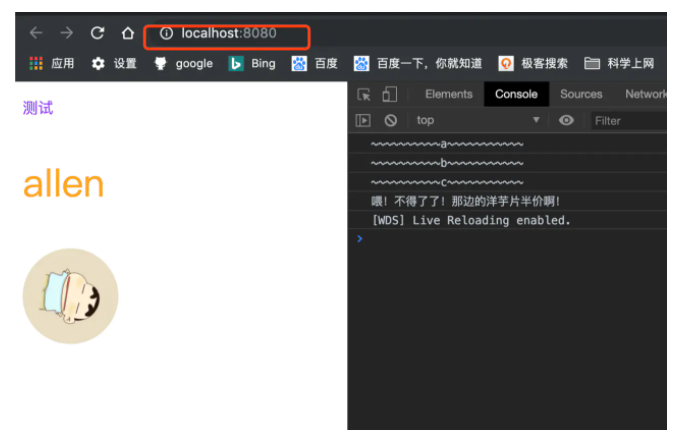 localhost:8080
应用 设置 google Bing 百度 百度一下，你就知道 极客搜索 科学上网
测试
allen
Elements Console Sources Network
top Filter
~~~~~~~~~~a~~~~~~~~~~~
~~~~~~~~~~b~~~~~~~~~~~
~~~~~~~~~~c~~~~~~~~~~~
喂！不得了了！那边的洋芋片半价啊！
[WDS] Live Reloading enabled.